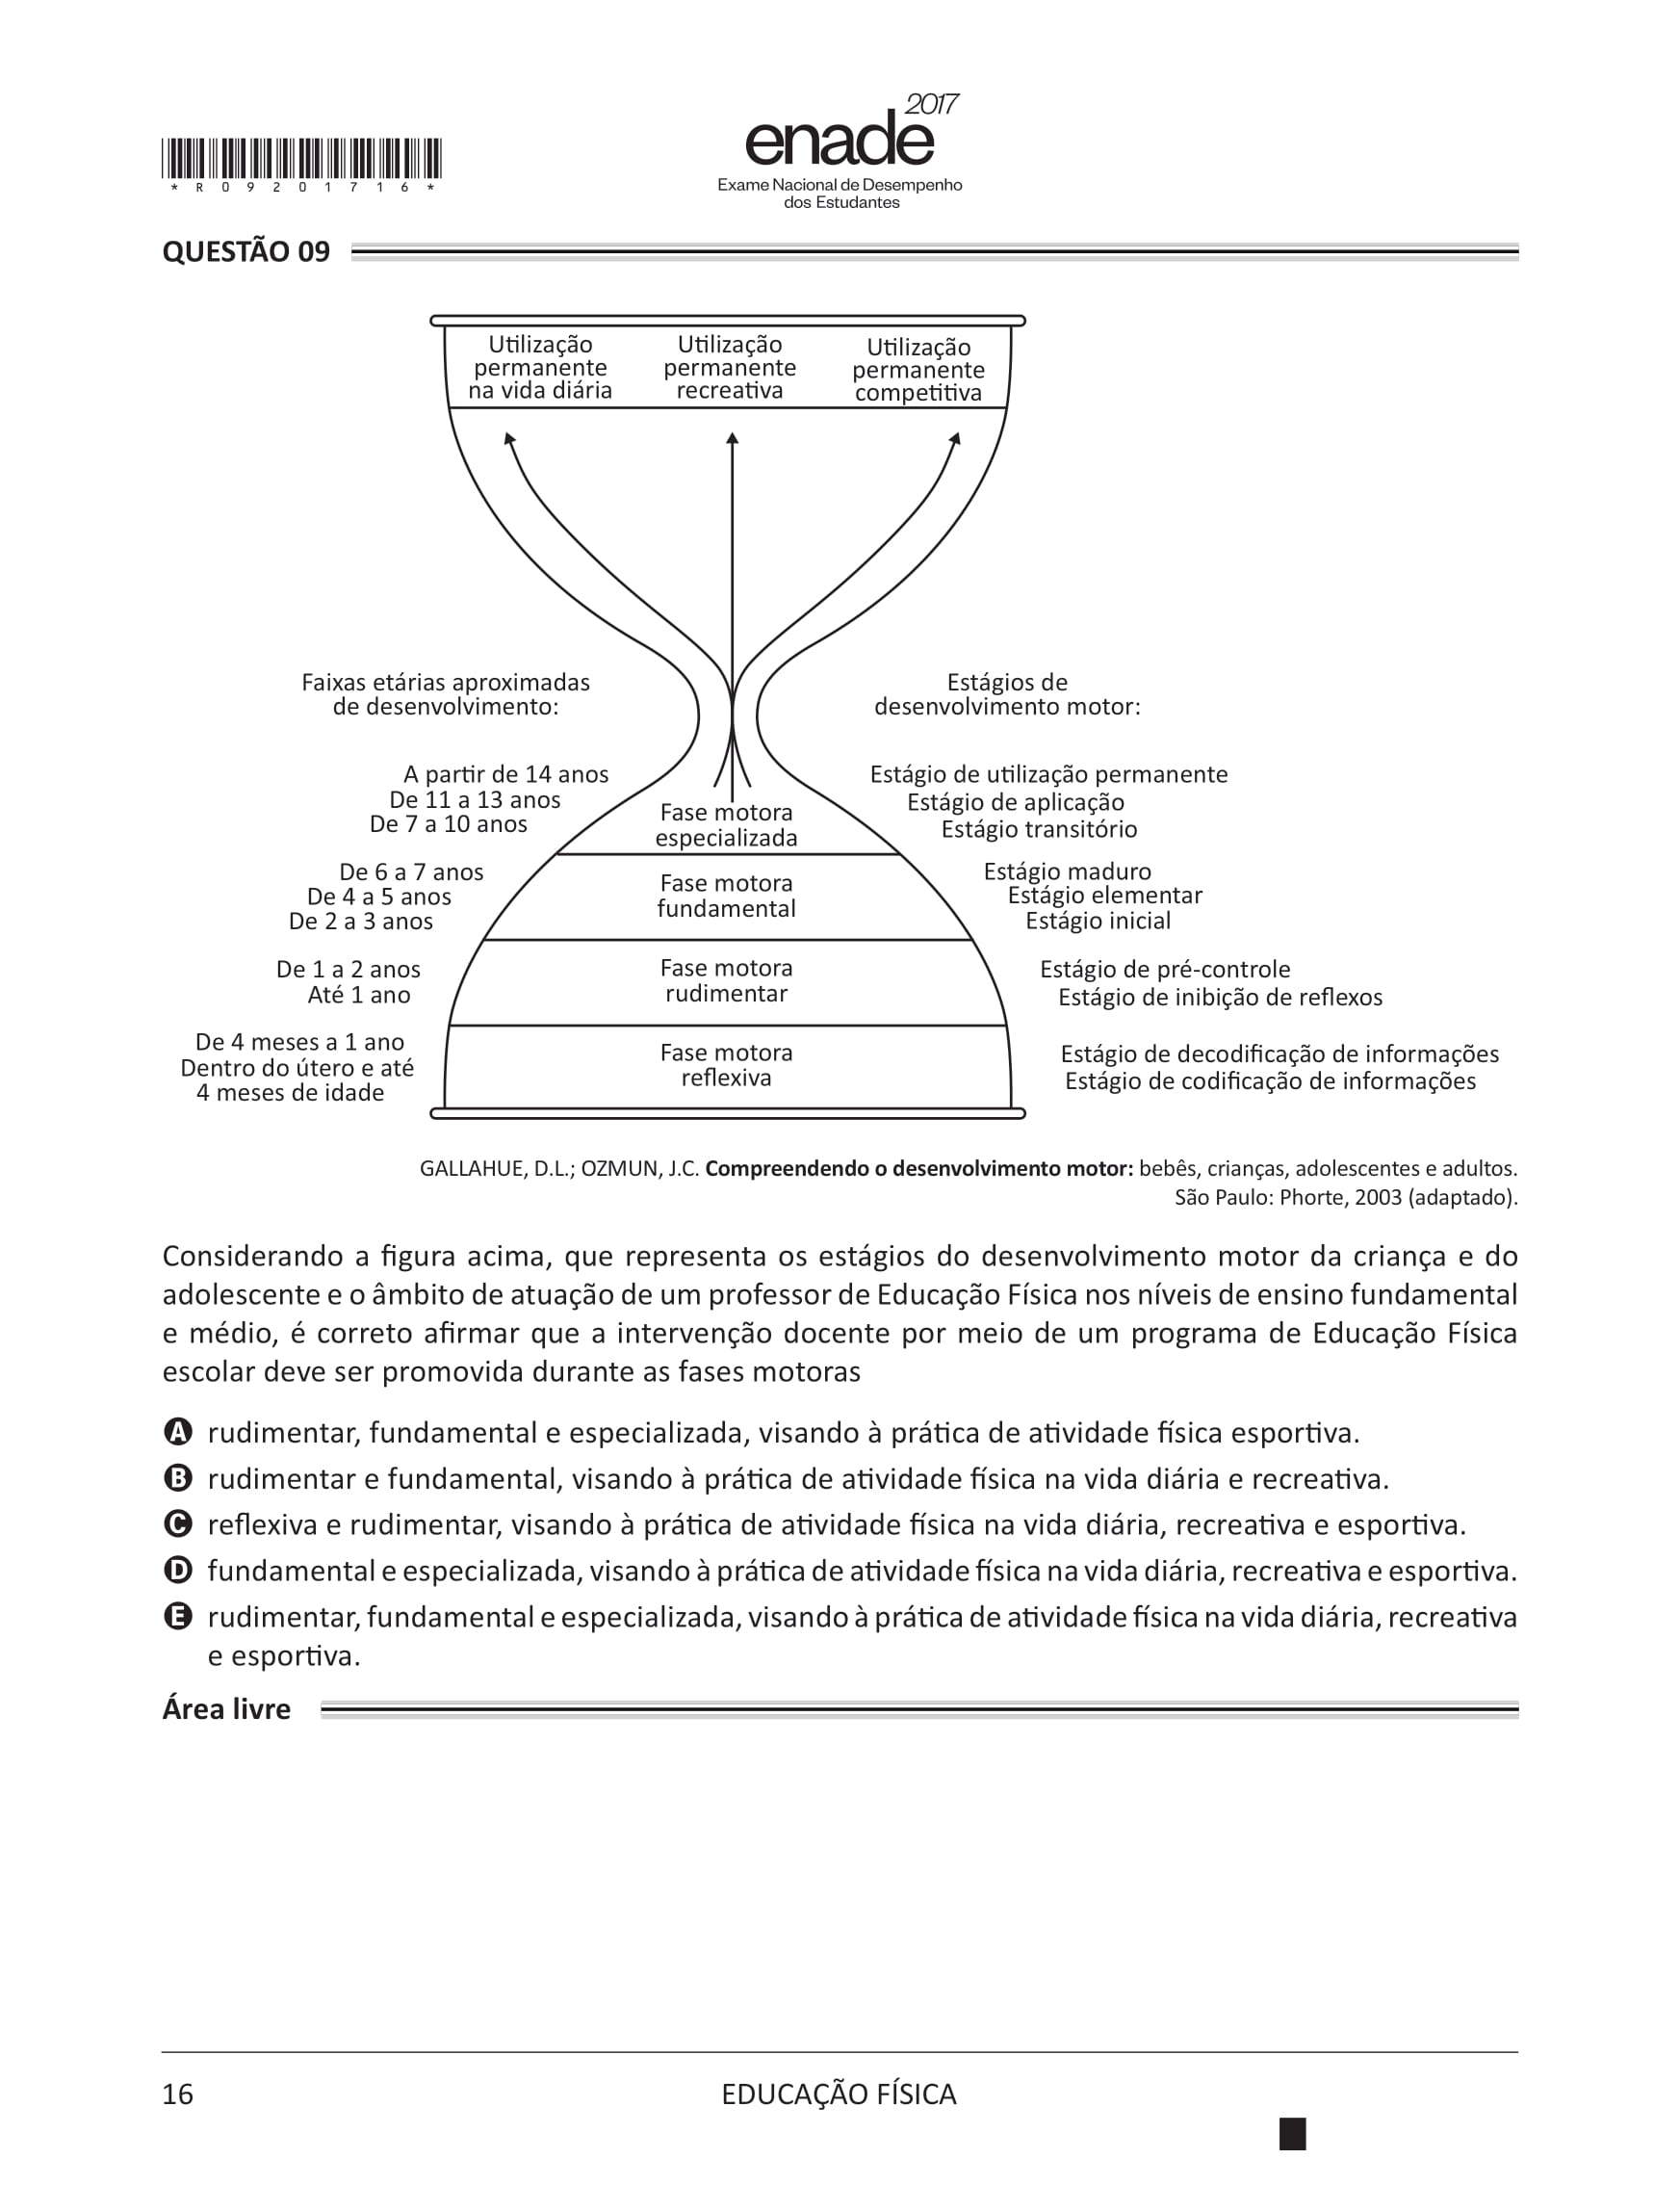 2017
enade
Exame Nacional de Desempenho
dos Estudantes
*R09201716*
QUESTÃO 09
Utilização
permanente
na vida diária
Utilização
permanente
recreativa
Utilização
permanente
competitiva
Faixas etárias aproximadas
de desenvolvimento:
Estágios de
desenvolvimento motor:
A partir de 14 anos
De 11 a 13 anos
De 7 a 10 anos
Fase motora
especializada
Estágio de utilização permanente
Estágio de aplicação
Estágio transitório
De 6 a 7 anos
De 4 a 5 anos
De 2 a 3 anos
Fase motora
fundamental
Estágio maduro
Estágio elementar
Estágio inicial
De 1 a 2 anos
Até 1 ano
Fase motora
rudimentar
Estágio de pré-controle
Estágio de inibição de reflexos
De 4 meses a 1 ano
Dentro do útero e até
4 meses de idade
Fase motora
reflexiva
Estágio de decodificação de informações
Estágio de codificação de informações
GALLAHUE, D.L.; OZMUN, J.C. Compreendendo o desenvolvimento motor: bebês, crianças, adolescentes e adultos.
São Paulo: Phorte, 2003 (adaptado).
Considerando a figura acima, que representa os estágios do desenvolvimento motor da criança e do
adolescente e o âmbito de atuação de um professor de Educação Física nos níveis de ensino fundamental
e médio, é correto afirmar que a intervenção docente por meio de um programa de Educação Física
escolar deve ser promovida durante as fases motoras
A rudimentar, fundamental e especializada, visando à prática de atividade física esportiva.
B rudimentar e fundamental, visando à prática de atividade física na vida diária e recreativa.
C reflexiva e rudimentar, visando à prática de atividade física na vida diária, recreativa e esportiva.
D fundamental e especializada, visando à prática de atividade física na vida diária, recreativa e esportiva.
E rudimentar, fundamental e especializada, visando à prática de atividade física na vida diária, recreativa
e esportiva.
Área livre
16
EDUCAÇÃO FÍSICA